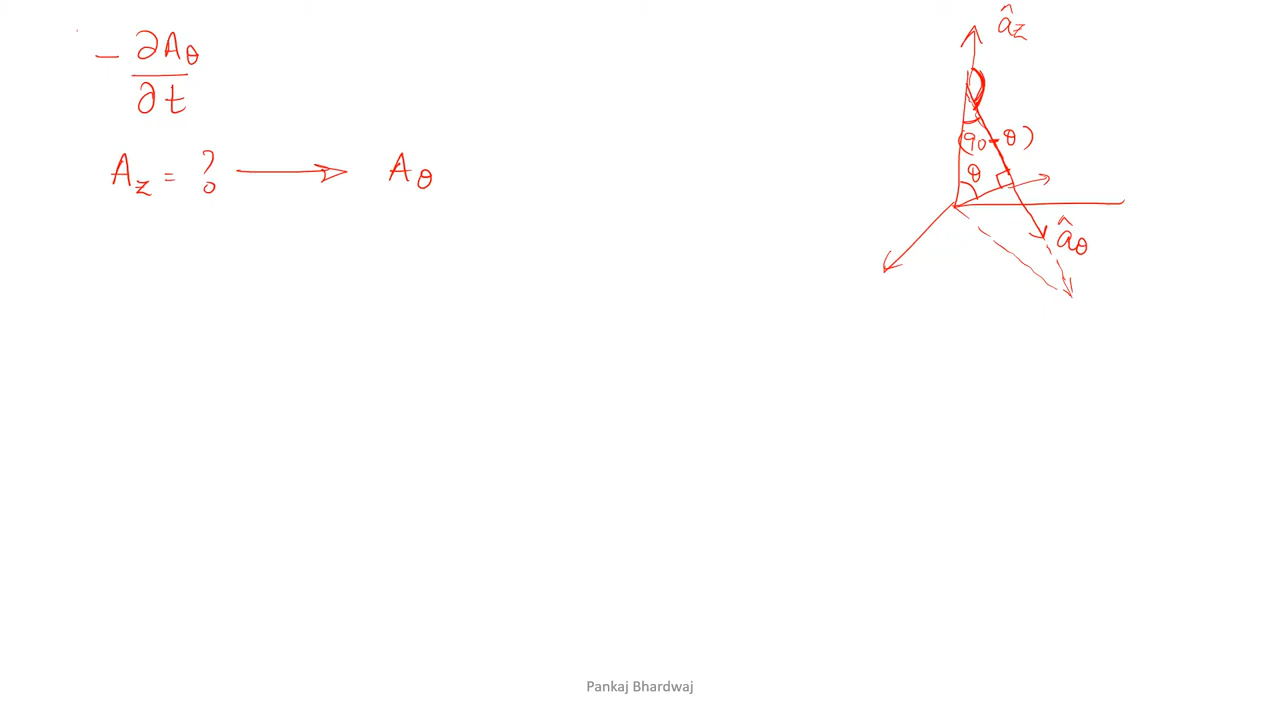 - ∂Aθ
∂t
Az = ? → Aθ
âz
(90 - θ)
θ
âθ
Pankaj Bhardwaj